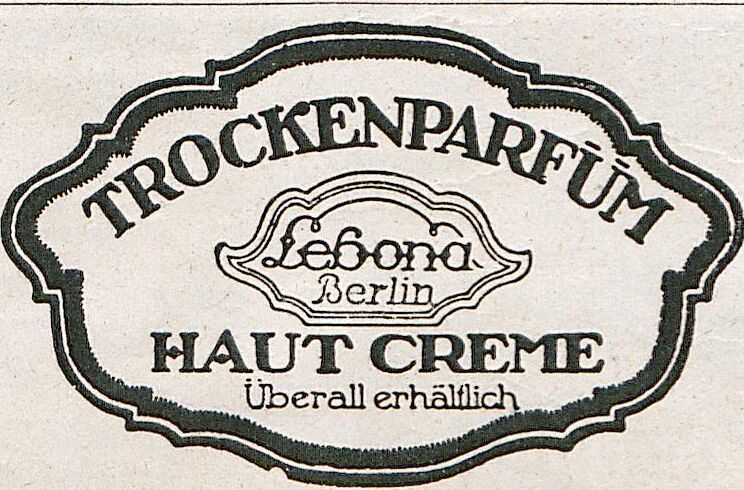 TROCKENPARFÜM
Lebona
Berlin
HAUT CREME
Überall erhältlich